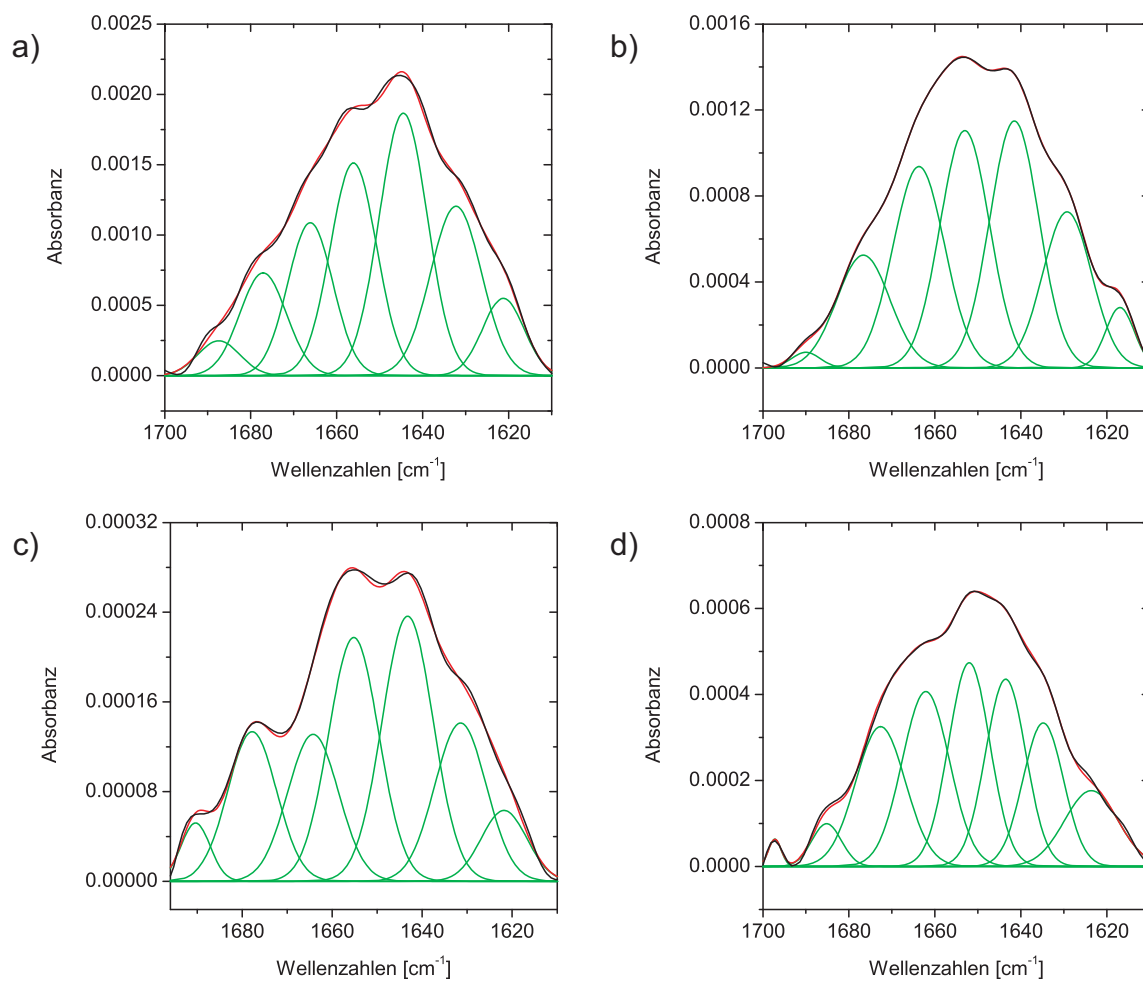 a)
0.0025
0.0020
0.0015
0.0010
0.0005
0.0000
Absorbanz
1700 1680 1660 1640 1620
Wellenzahlen [cm⁻¹]
b)
0.0016
0.0012
0.0008
0.0004
0.0000
Absorbanz
1700 1680 1660 1640 1620
Wellenzahlen [cm⁻¹]
c)
0.00032
0.00024
0.00016
0.00008
0.00000
Absorbanz
1680 1660 1640 1620
Wellenzahlen [cm⁻¹]
d)
0.0008
0.0006
0.0004
0.0002
0.0000
Absorbanz
1700 1680 1660 1640 1620
Wellenzahlen [cm⁻¹]